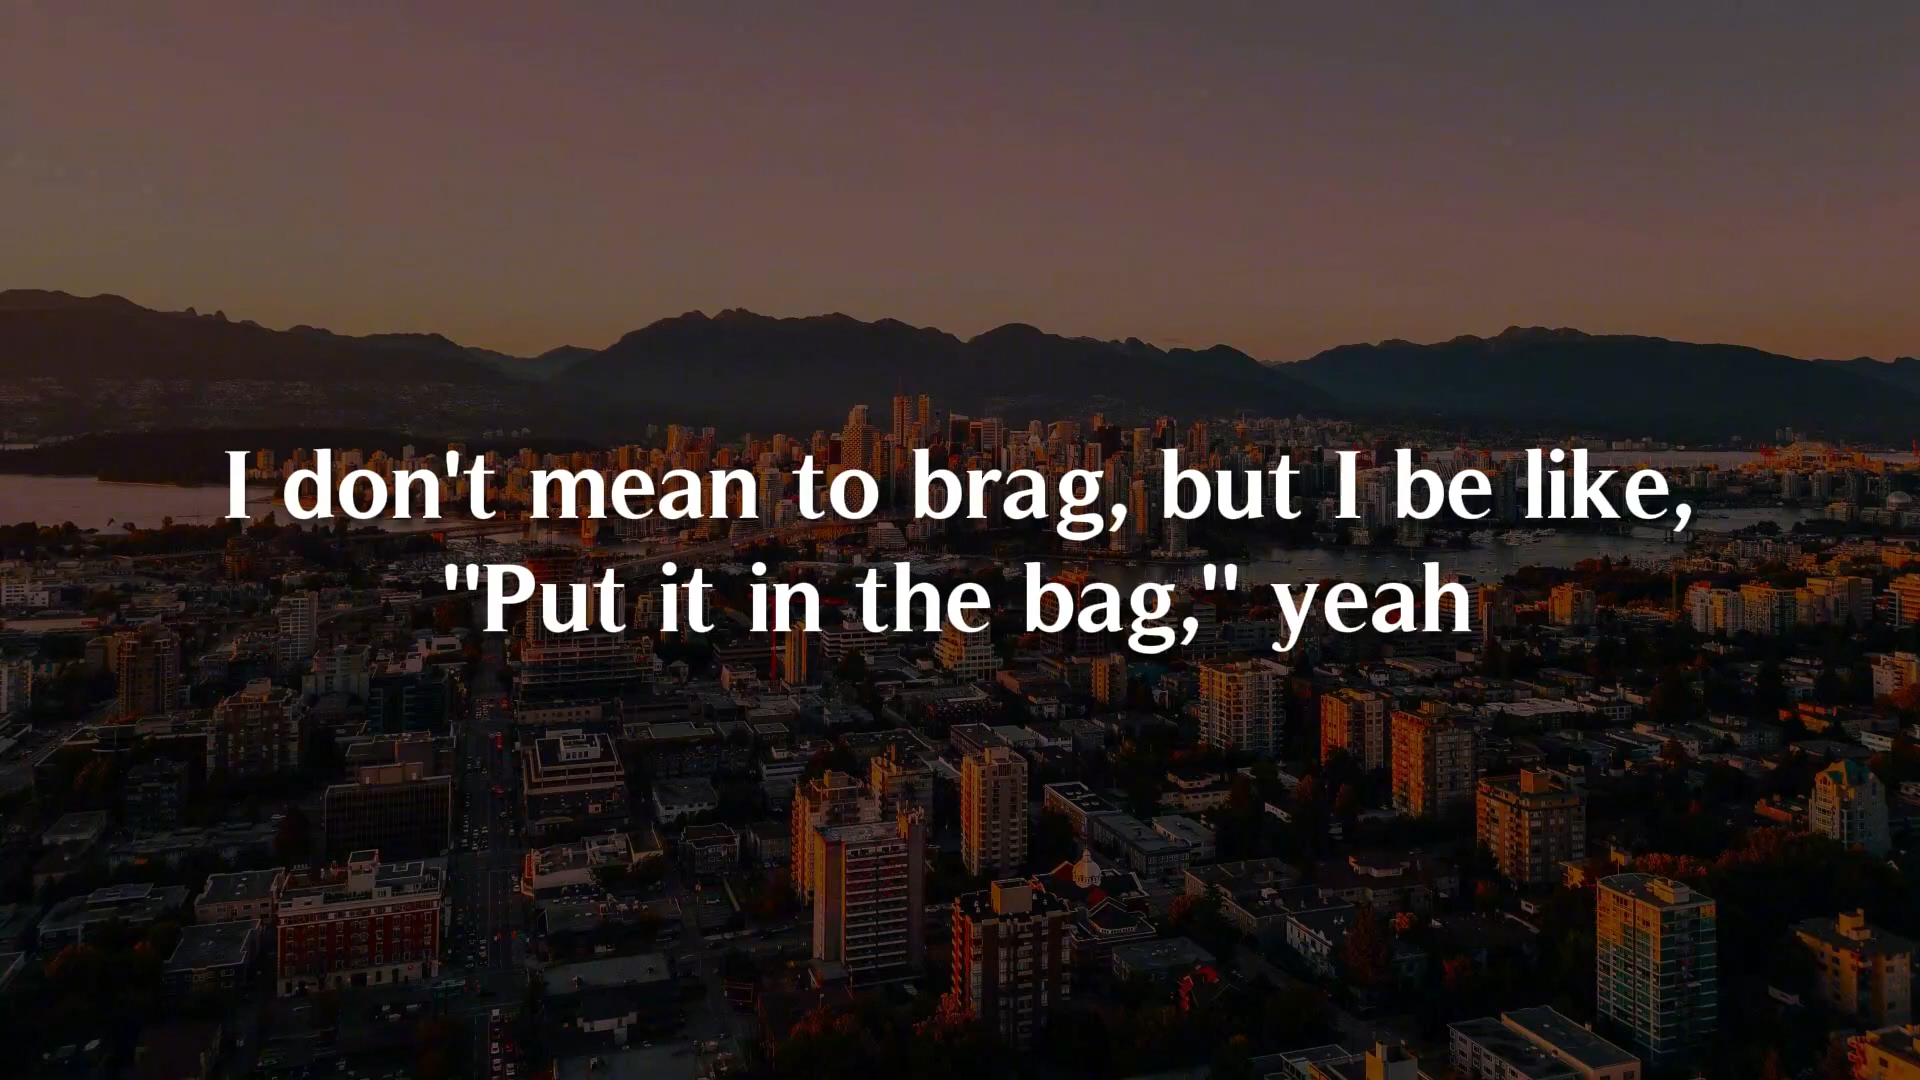 I don't mean to brag, but I be like,
"Put it in the bag," yeah